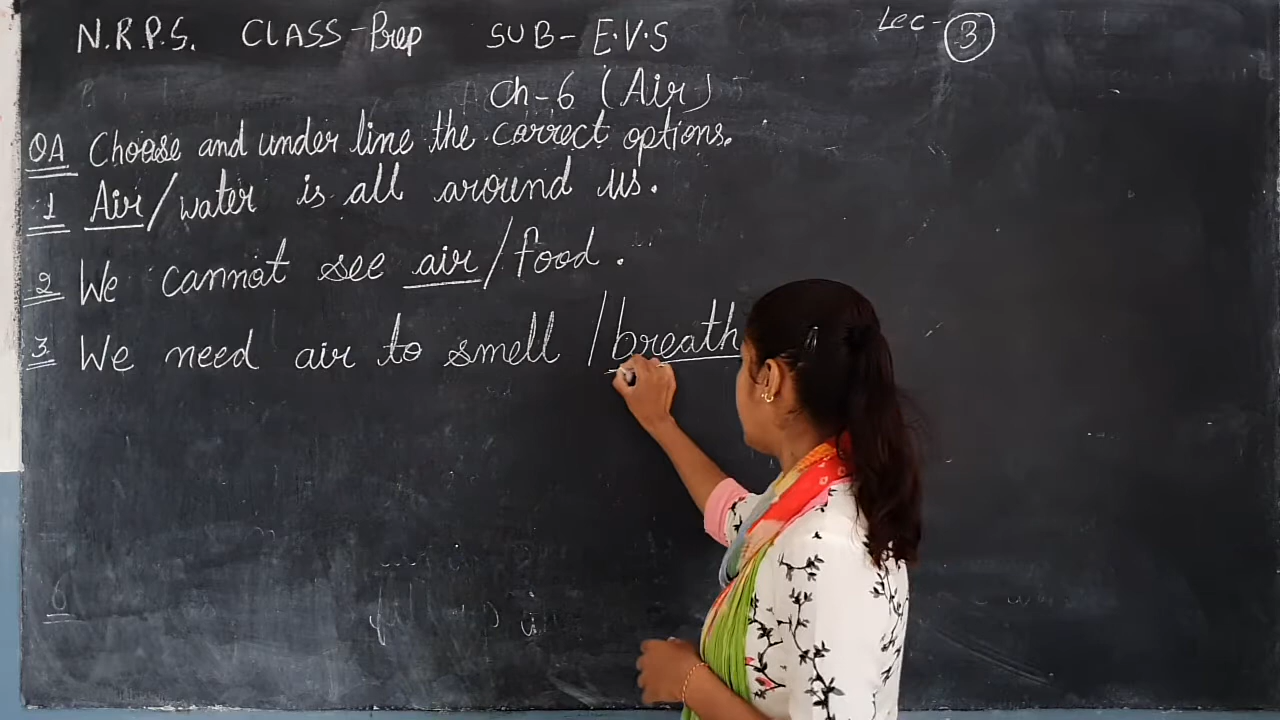 N.R.P.S. CLASS-Prep SUB- E.V.S Lec- 3
Ch-6 (Air)
QA Choose and under line the correct options.
1 Air/water is all around us.
2 We cannot see air/food.
3 We need air to smell /breath
6